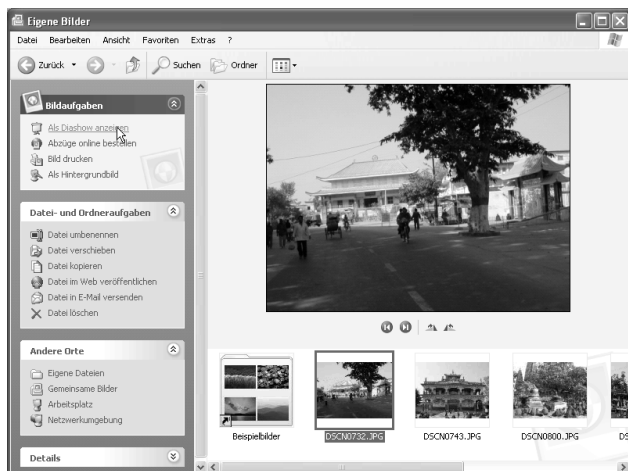 Eigene Bilder
Datei Bearbeiten Ansicht Favoriten Extras ?
Zurück Suchen Ordner
Bildaufgaben
Als Diashow anzeigen
Abzüge online bestellen
Bild drucken
Als Hintergrundbild
Datei- und Ordneraufgaben
Datei umbenennen
Datei verschieben
Datei kopieren
Datei im Web veröffentlichen
Datei in E-Mail versenden
Datei löschen
Andere Orte
Eigene Dateien
Gemeinsame Bilder
Arbeitsplatz
Netzwerkumgebung
Details
Beispielbilder DSCN0732.JPG DSCN0743.JPG DSCN0800.JPG DS